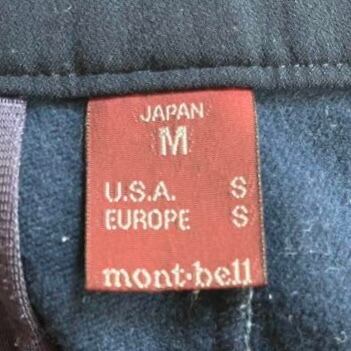 JAPAN
M
U.S.A. S
EUROPE S
mont·bell